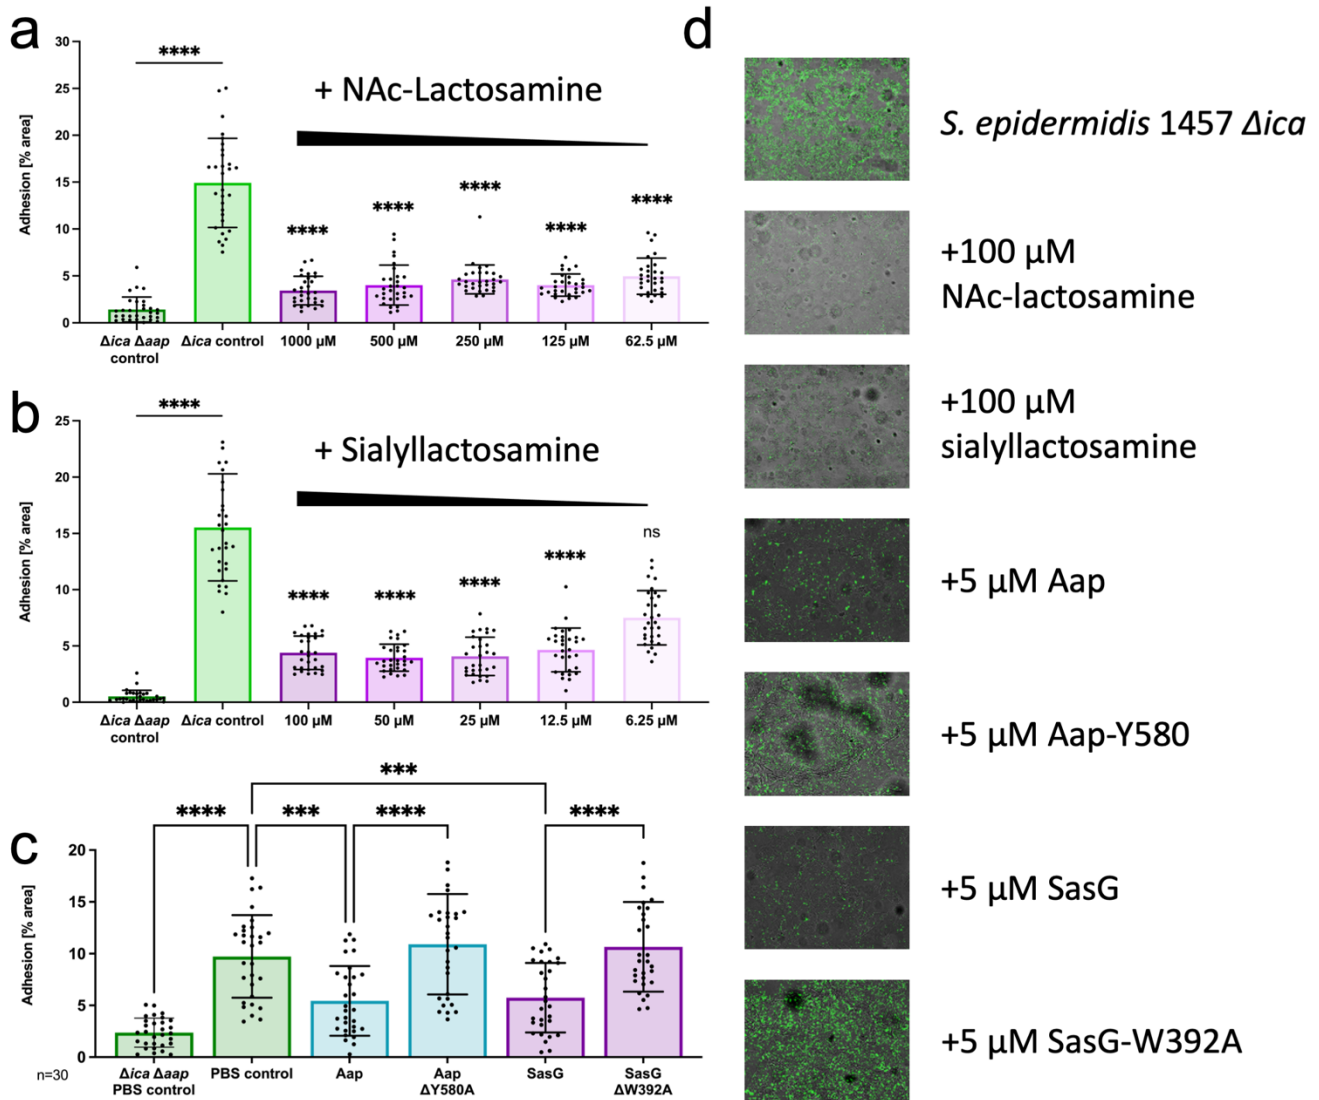 a
****
30
25
20
15
10
5
0
Adhesion [% area]
+ NAc-Lactosamine
****
****
****
****
****
Δica Δaap
control
Δica control
1000 µM
500 µM
250 µM
125 µM
62.5 µM
b
****
25
20
15
10
5
0
Adhesion [% area]
+ Sialyllactosamine
****
****
****
****
ns
Δica Δaap
control
Δica control
100 µM
50 µM
25 µM
12.5 µM
6.25 µM
c
***
****
***
****
****
20
15
10
5
0
Adhesion [% area]
n=30
Δica Δaap
PBS control
PBS control
Aap
Aap
ΔY580A
SasG
SasG
ΔW392A
d
S. epidermidis 1457 Δica
+100 µM
NAc-lactosamine
+100 µM
sialyllactosamine
+5 µM Aap
+5 µM Aap-Y580
+5 µM SasG
+5 µM SasG-W392A